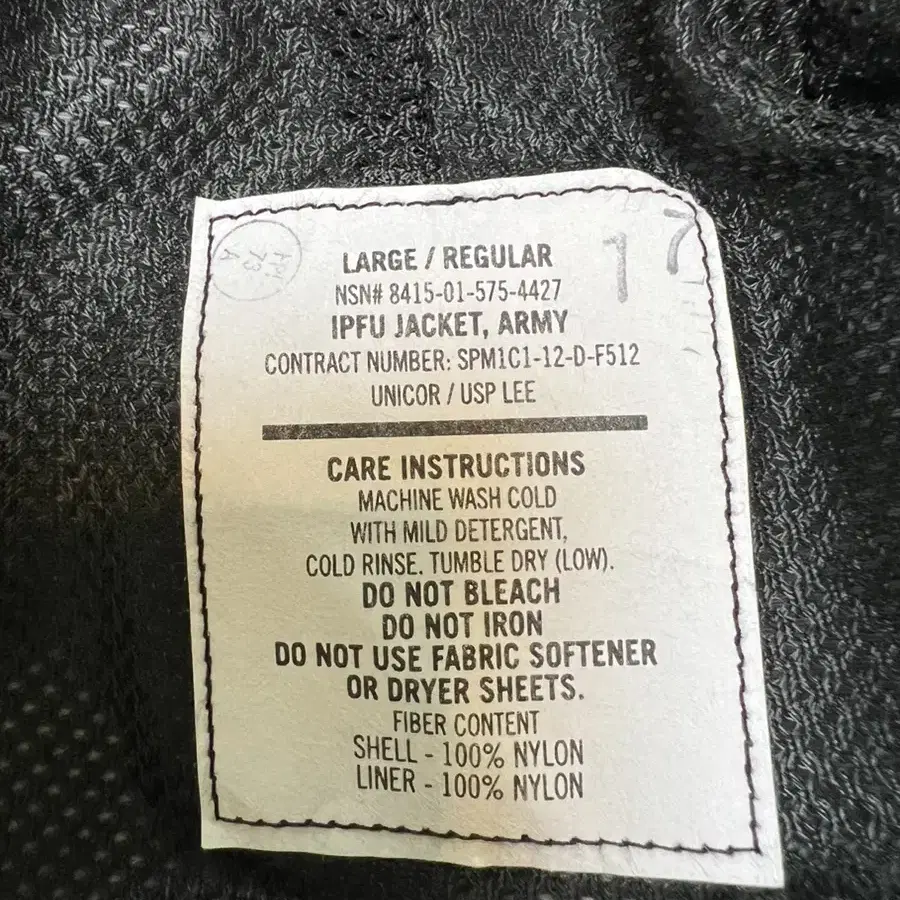 LARGE / REGULAR
NSN# 8415-01-575-4427
IPFU JACKET, ARMY
CONTRACT NUMBER: SPM1C1-12-D-F512
UNICOR / USP LEE
17
CARE INSTRUCTIONS
MACHINE WASH COLD
WITH MILD DETERGENT,
COLD RINSE. TUMBLE DRY (LOW).
DO NOT BLEACH
DO NOT IRON
DO NOT USE FABRIC SOFTENER
OR DRYER SHEETS.
FIBER CONTENT
SHELL - 100% NYLON
LINER - 100% NYLON